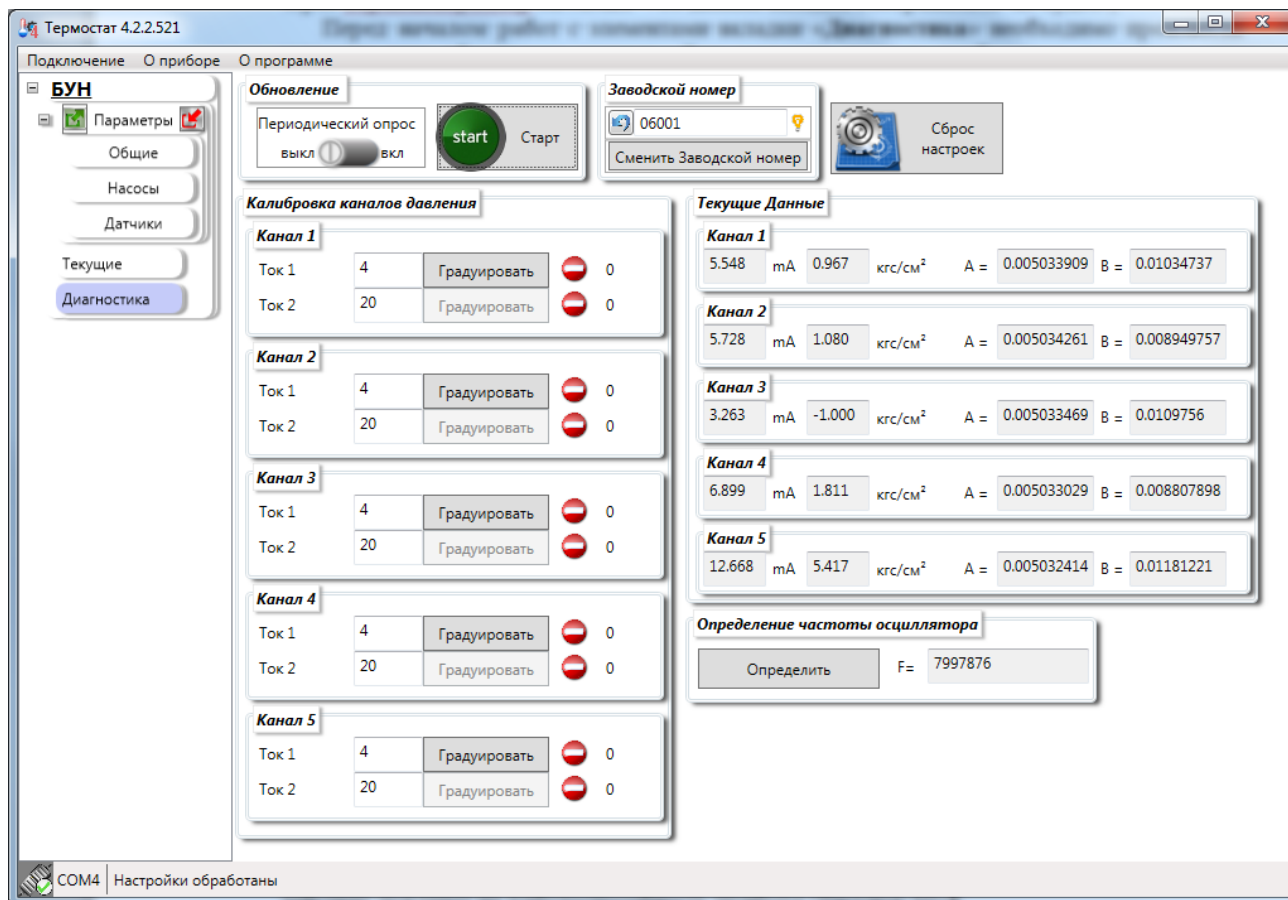 Термостат 4.2.2.521
Перед началом работ с элементами вкладки «Диагностика» необходимо
Подключение О приборе О программе
БУН
Параметры
Общие
Насосы
Датчики
Текущие
Диагностика
Обновление
Периодический опрос
выкл вкл
start Старт
Заводской номер
06001
Сменить Заводской номер
Сброс
настроек
Калибровка каналов давления
Канал 1
Ток 1 4 Градуировать 0
Ток 2 20 Градуировать 0
Канал 2
Ток 1 4 Градуировать 0
Ток 2 20 Градуировать 0
Канал 3
Ток 1 4 Градуировать 0
Ток 2 20 Градуировать 0
Канал 4
Ток 1 4 Градуировать 0
Ток 2 20 Градуировать 0
Канал 5
Ток 1 4 Градуировать 0
Ток 2 20 Градуировать 0
Текущие Данные
Канал 1
5.548 mA 0.967 кгс/см² A = 0.005033909 B = 0.01034737
Канал 2
5.728 mA 1.080 кгс/см² A = 0.005034261 B = 0.008949757
Канал 3
3.263 mA -1.000 кгс/см² A = 0.005033469 B = 0.0109756
Канал 4
6.899 mA 1.811 кгс/см² A = 0.005033029 B = 0.008807898
Канал 5
12.668 mA 5.417 кгс/см² A = 0.005032414 B = 0.01181221
Определение частоты осциллятора
Определить F= 7997876
COM4 Настройки обработаны